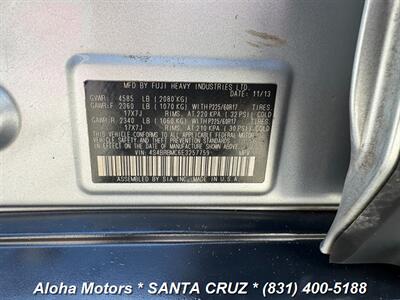 MFD BY FUJI HEAVY INDUSTRIES LTD.
DATE: 11/13
GVWR: 4585 LB (2080 KG)
GAWR:F 2360 LB (1070 KG) WITH P225/60R17 TIRES
17X7J RIMS, AT 220 KPA (32 PSI) COLD
GAWR:R 2340 LB (1060 KG) WITH P225/60R17 TIRES
17X7J RIMS, AT 210 KPA (30 PSI) COLD
THIS VEHICLE CONFORMS TO ALL APPLICABLE FEDERAL
MOTOR VEHICLE SAFETY, BUMPER, AND THEFT PREVENTION STANDARDS
IN EFFECT ON THE DATE OF MANUFACTURE SHOWN ABOVE.
VIN: 4S4BRBMC6E3257759 MPV
ASSEMBLED BY SIA INC. MADE IN U.S.A.
Aloha Motors * SANTA CRUZ * (831) 400-5188